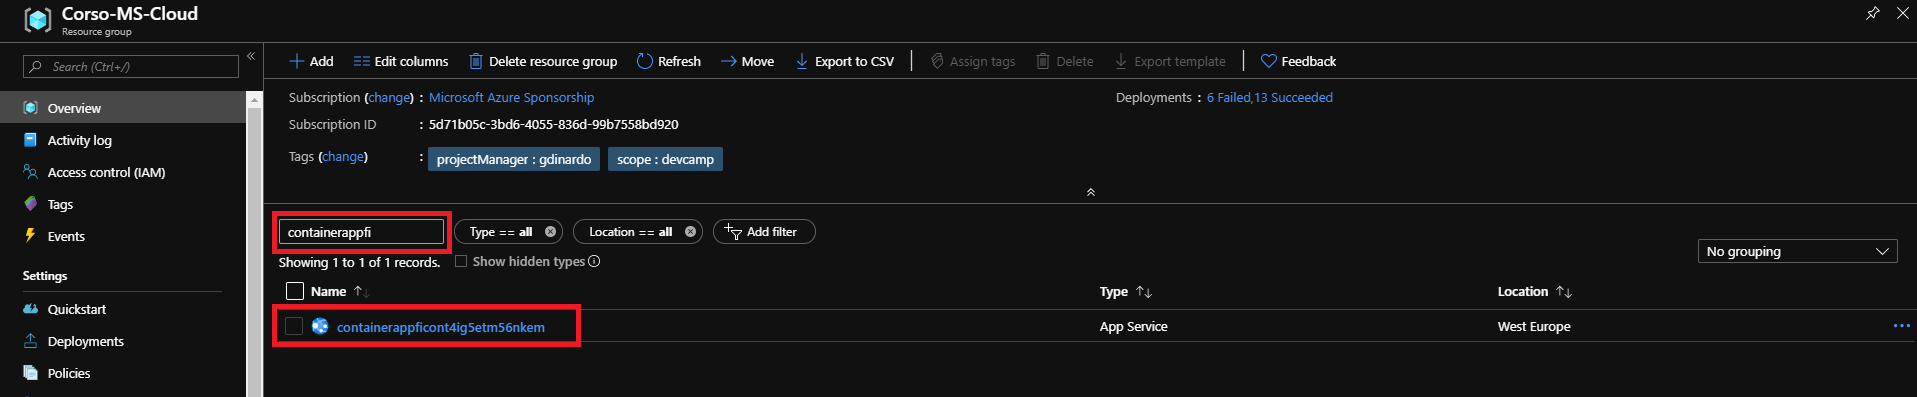 Corso-MS-Cloud
Resource group
Search (Ctrl+/)
Overview
Activity log
Access control (IAM)
Tags
Events
Settings
Quickstart
Deployments
Policies
Add Edit columns Delete resource group Refresh Move Export to CSV Assign tags Delete Export template Feedback
Subscription (change) : Microsoft Azure Sponsorship Deployments : 6 Failed,13 Succeeded
Subscription ID : 5d71b05c-3bd6-4055-836d-99b7558bd920
Tags (change) : projectManager : gdinardo scope : devcamp
containerappfi Type == all Location == all Add filter
No grouping
Showing 1 to 1 of 1 records. Show hidden types
Name Type Location
containerappficont4ig5etm56nkem App Service West Europe